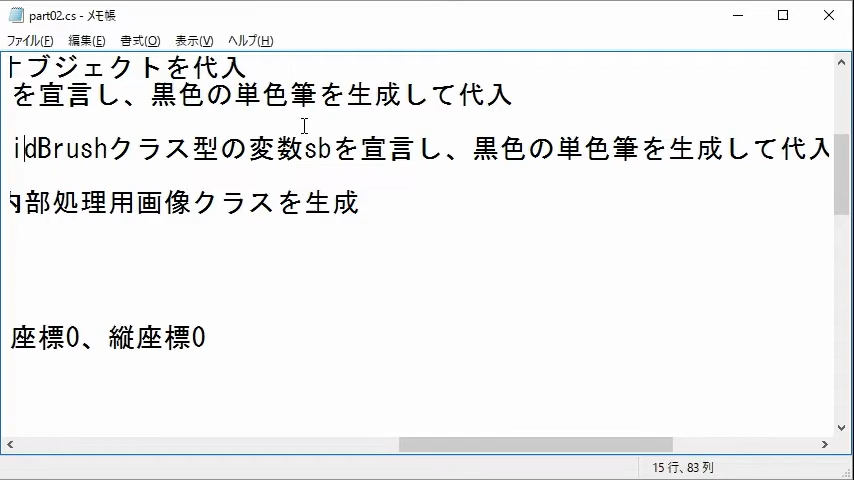 part02.cs - メモ帳
ファイル(F) 編集(E) 書式(O) 表示(V) ヘルプ(H)
オブジェクトを代入
を宣言し、黒色の単色筆を生成して代入
idBrushクラス型の変数sbを宣言し、黒色の単色筆を生成して代入
内部処理用画像クラスを生成
座標0、縦座標0
15 行、83 列